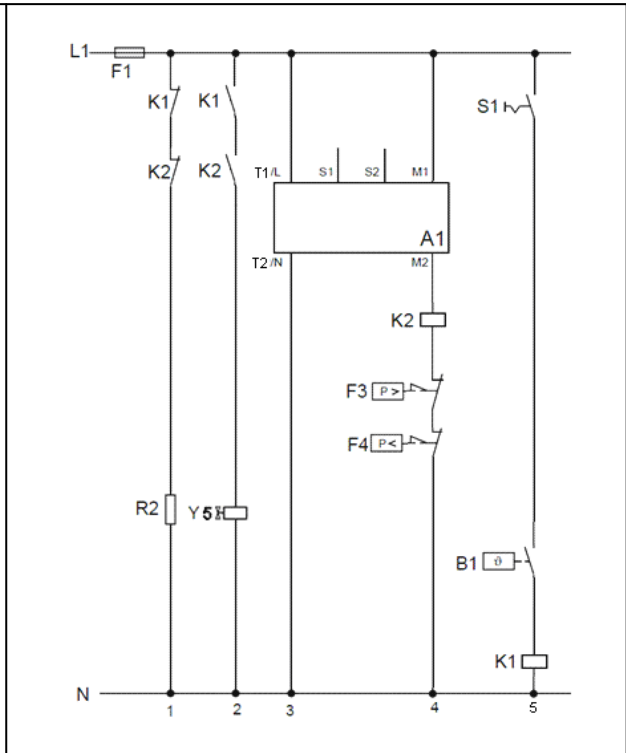 L1
F1
K1 K1 S1
K2 K2 T1/L S1 S2 M1
A1
T2/N M2
K2
F3 P>
F4 P<
R2 Y5
B1 ϑ
K1
N
1 2 3 4 5